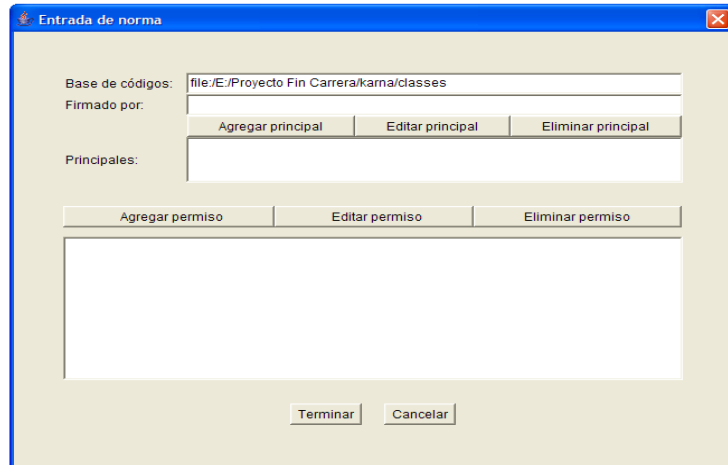 Entrada de norma
Base de códigos: file:/E:/Proyecto Fin Carrera/karna/classes
Firmado por:
Agregar principal Editar principal Eliminar principal
Principales:
Agregar permiso Editar permiso Eliminar permiso
Terminar Cancelar